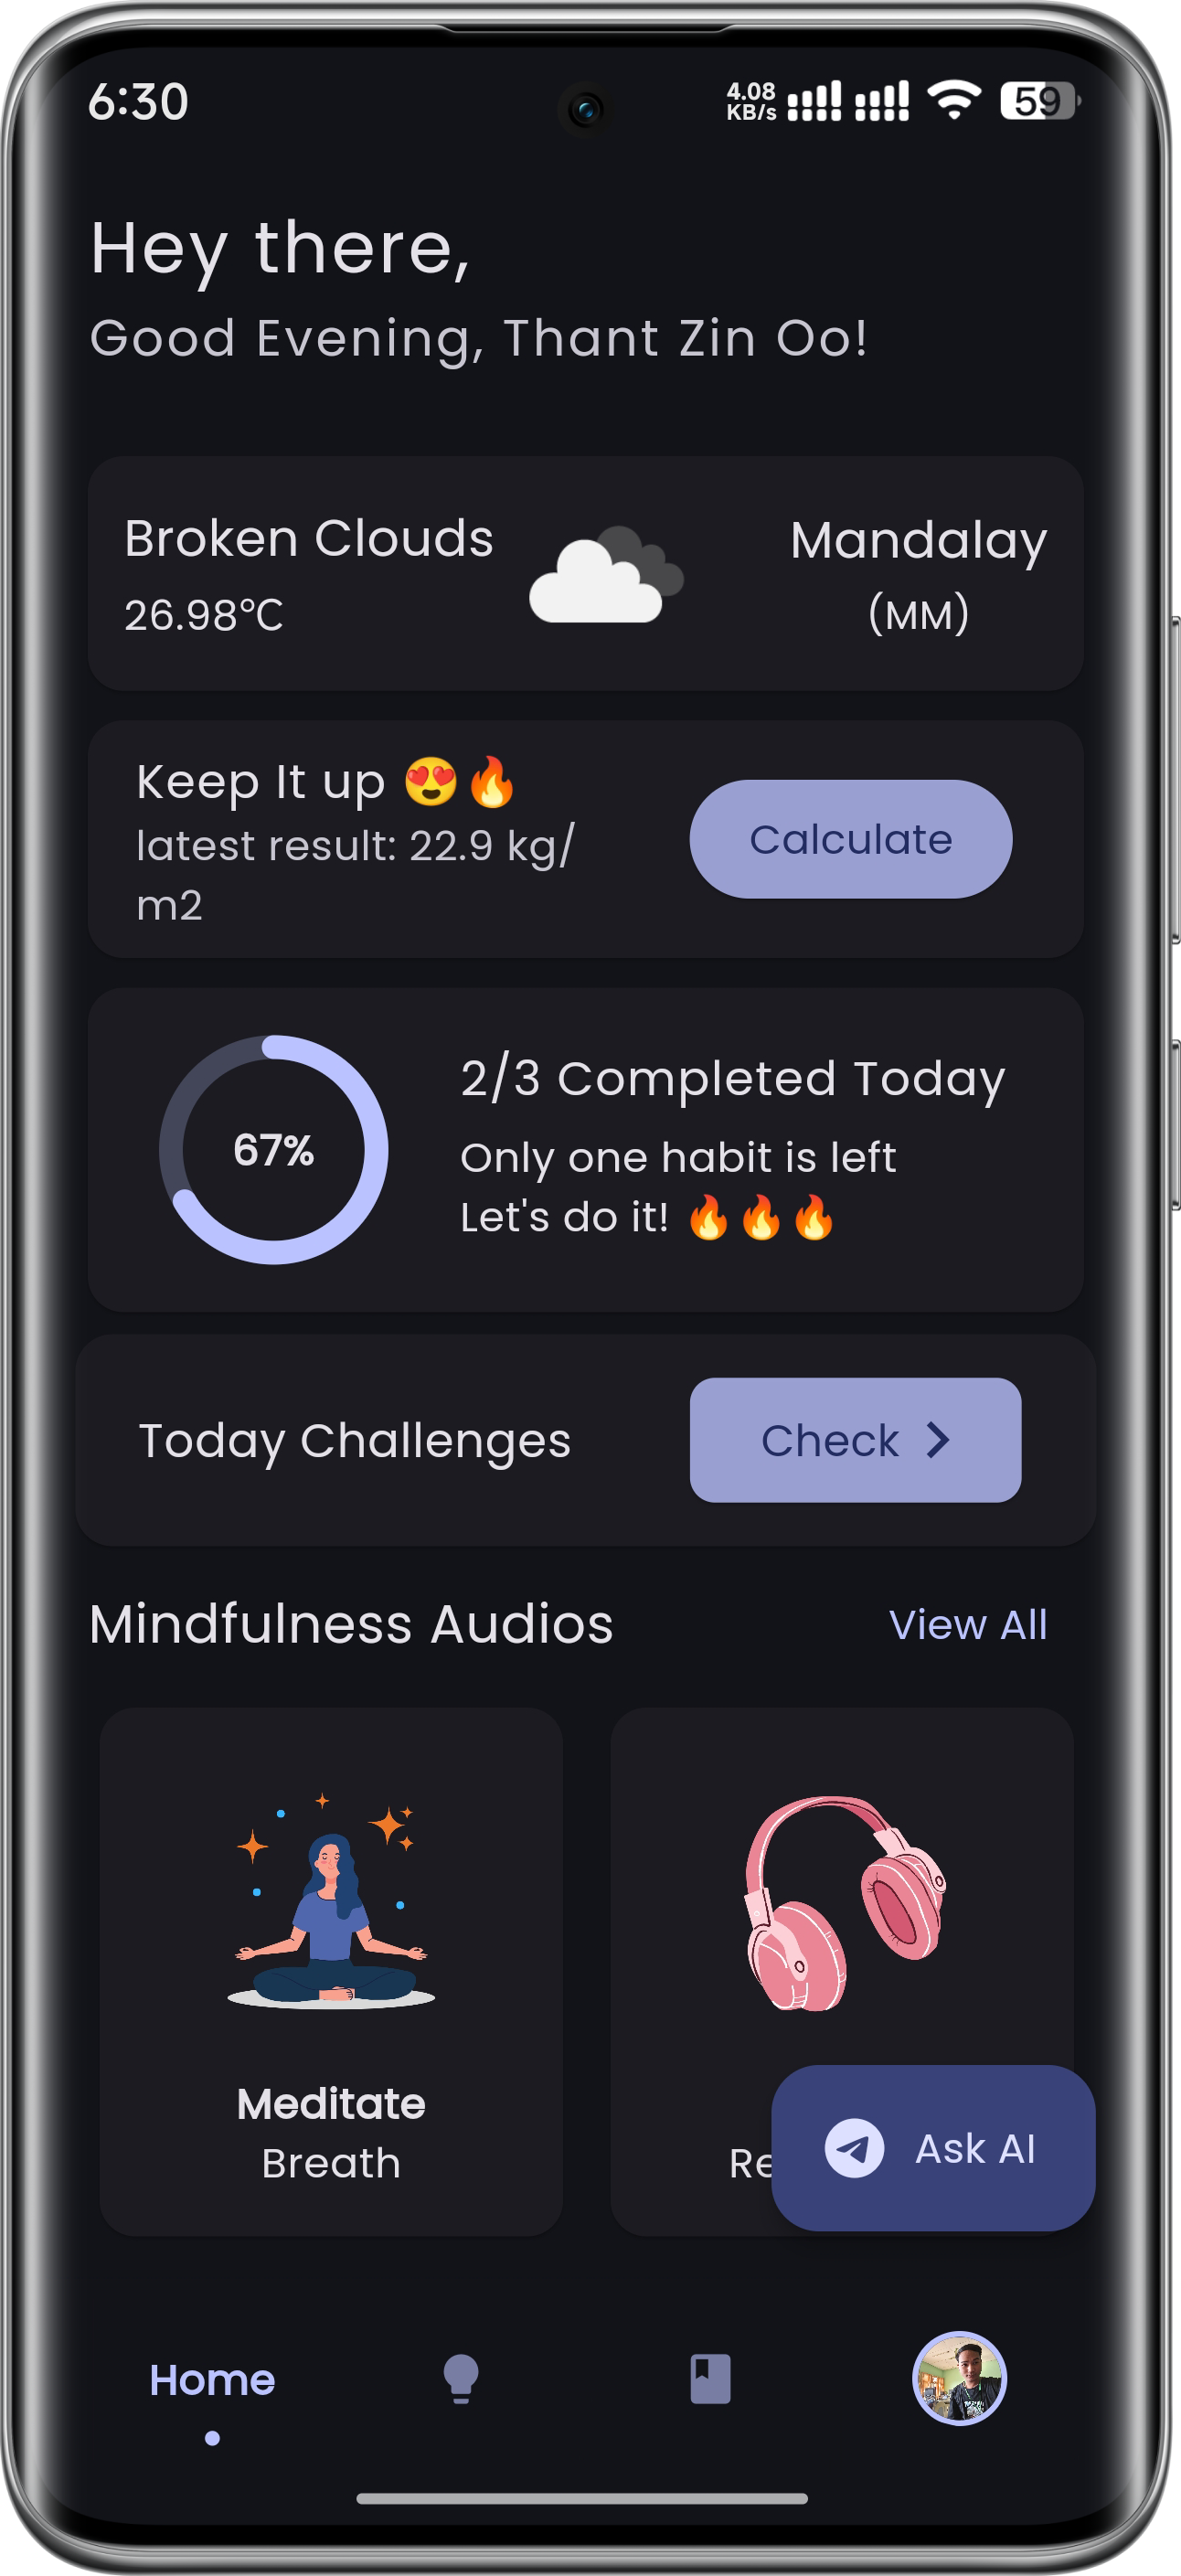 6:30
4.08
KB/s
59
Hey there,
Good Evening, Thant Zin Oo!
Broken Clouds
26.98°C
Mandalay
(MM)
Keep It up 😍🔥
latest result: 22.9 kg/
m2
Calculate
67%
2/3 Completed Today
Only one habit is left
Let's do it! 🔥🔥🔥
Today Challenges
Check
Mindfulness Audios
View All
Meditate
Breath
Ask AI
Home